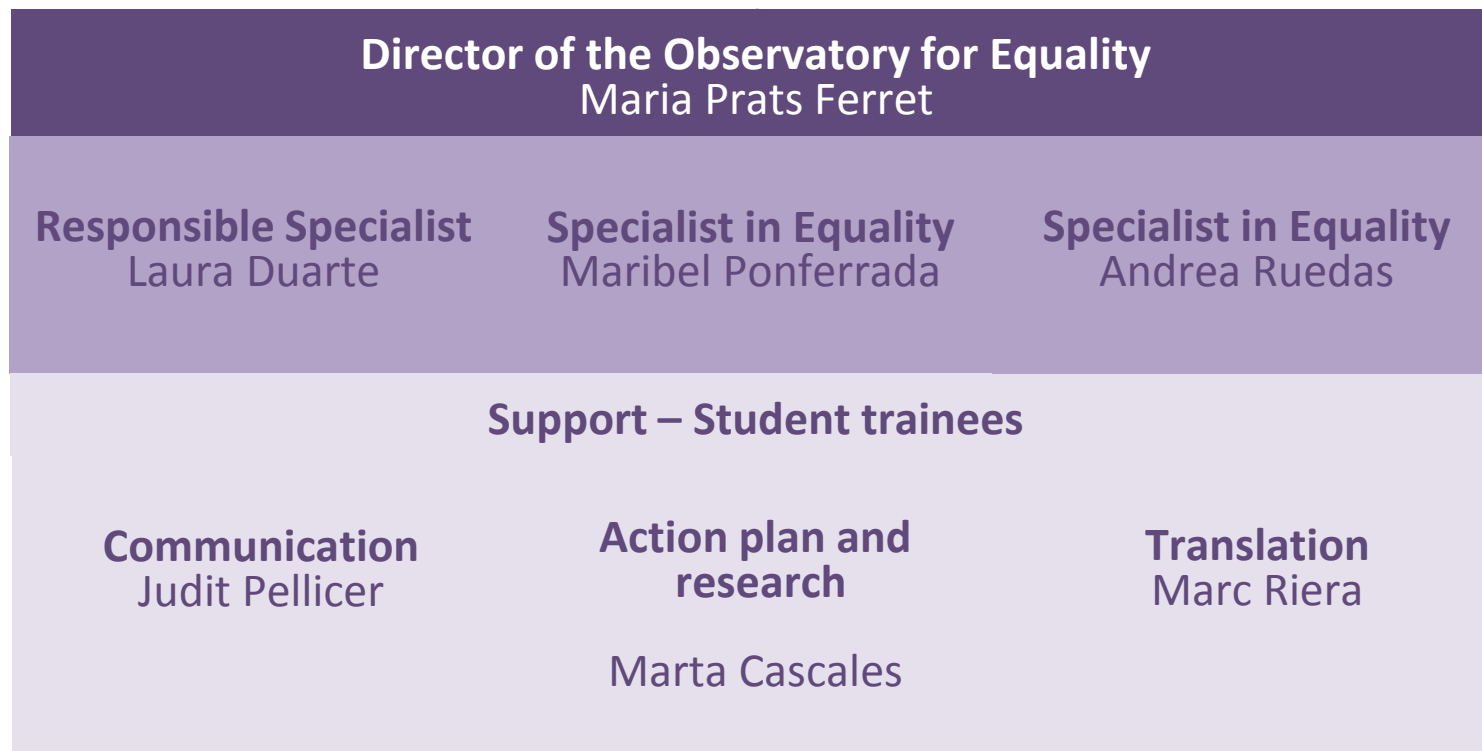 Director of the Observatory for Equality
Maria Prats Ferret
Responsible Specialist
Laura Duarte
Specialist in Equality
Maribel Ponferrada
Specialist in Equality
Andrea Ruedas
Support – Student trainees
Communication
Judit Pellicer
Action plan and
research
Marta Cascales
Translation
Marc Riera